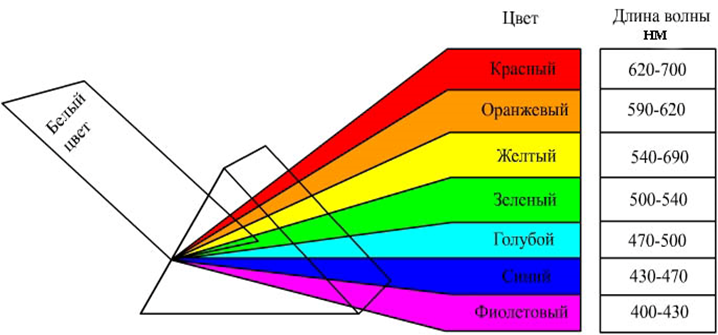 Цвет
Длина волны
нм
Белый
цвет
Красный
620-700
Оранжевый
590-620
Желтый
540-690
Зеленый
500-540
Голубой
470-500
Синий
430-470
Фиолетовый
400-430